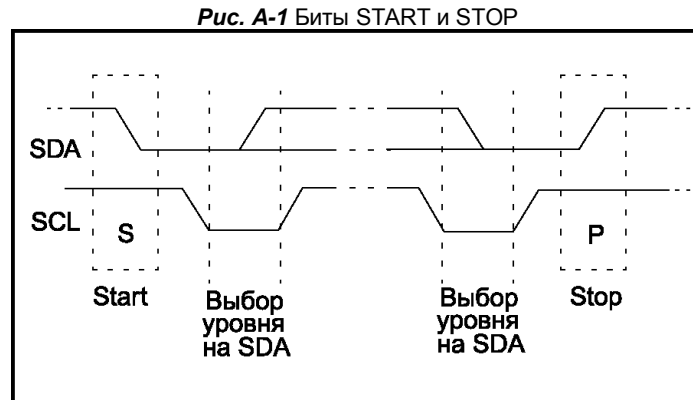 Рис. А-1 Биты START и STOP
SDA
SCL
S
P
Start
Выбор
уровня
на SDA
Выбор
уровня
на SDA
Stop